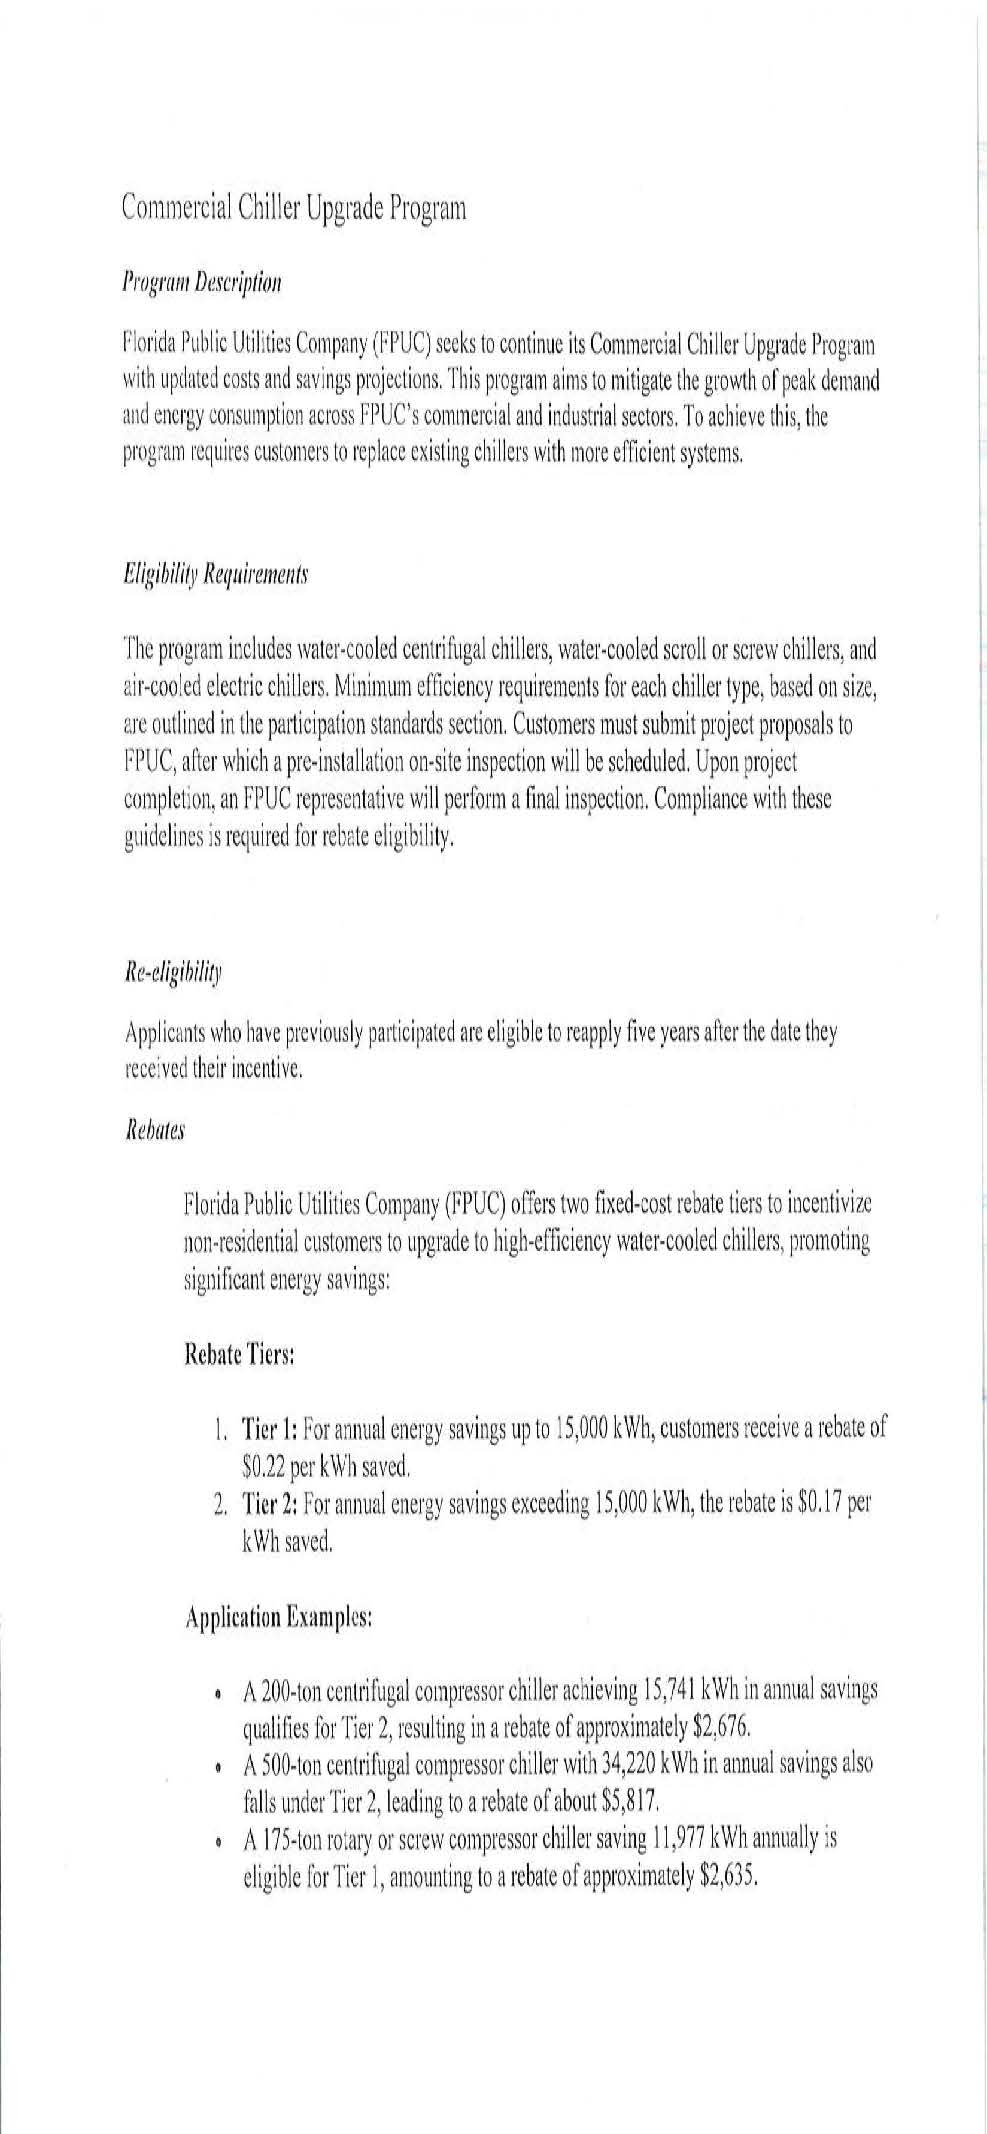 Commercial Chiller Upgrade Program
Program Description
Florida Public Utilities Company (FPUC) seeks to continue its Commercial Chiller Upgrade Program
with updated costs and savings projections. This program aims to mitigate the growth of peak demand
and energy consumption across FPUC's commercial and industrial sectors. To achieve this, the
program requires customers to replace existing chillers with more efficient systems.
Eligibility Requirements
The program includes water-cooled centrifugal chillers, water-cooled scroll or screw chillers, and
air-cooled electric chillers. Minimum efficiency requirements for each chiller type, based on size,
are outlined in the participation standards section. Customers must submit project proposals to
FPUC, after which a pre-installation on-site inspection will be scheduled. Upon project
completion, an FPUC representative will perform a final inspection. Compliance with these
guidelines is required for rebate eligibility.
Re-eligibility
Applicants who have previously participated are eligible to reapply five years after the date they
received their incentive.
Rebates
Florida Public Utilities Company (FPUC) offers two fixed-cost rebate tiers to incentivize
non-residential customers to upgrade to high-efficiency water-cooled chillers, promoting
significant energy savings:
Rebate Tiers:
1. Tier 1: For annual energy savings up to 15,000 kWh, customers receive a rebate of
$0.22 per kWh saved.
2. Tier 2: For annual energy savings exceeding 15,000 kWh, the rebate is $0.17 per
kWh saved.
Application Examples:
• A 200-ton centrifugal compressor chiller achieving 15,741 kWh in annual savings
qualifies for Tier 2, resulting in a rebate of approximately $2,676.
• A 500-ton centrifugal compressor chiller with 34,220 kWh in annual savings also
falls under Tier 2, leading to a rebate of about $5,817.
• A 175-ton rotary or screw compressor chiller saving 11,977 kWh annually is
eligible for Tier 1, amounting to a rebate of approximately $2,635.